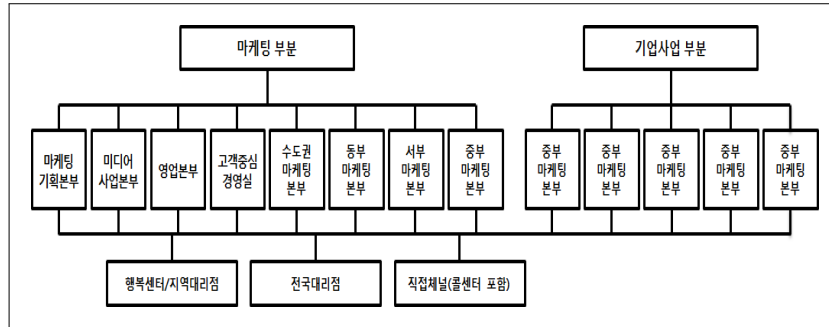 마케팅 부분
기업사업 부분
마케팅
기획본부
미디어
사업본부
영업본부
고객중심
경영실
수도권
마케팅
본부
동부
마케팅
본부
서부
마케팅
본부
중부
마케팅
본부
중부
마케팅
본부
중부
마케팅
본부
중부
마케팅
본부
중부
마케팅
본부
중부
마케팅
본부
행복센터/지역대리점
전국대리점
직접체널(콜센터 포함)